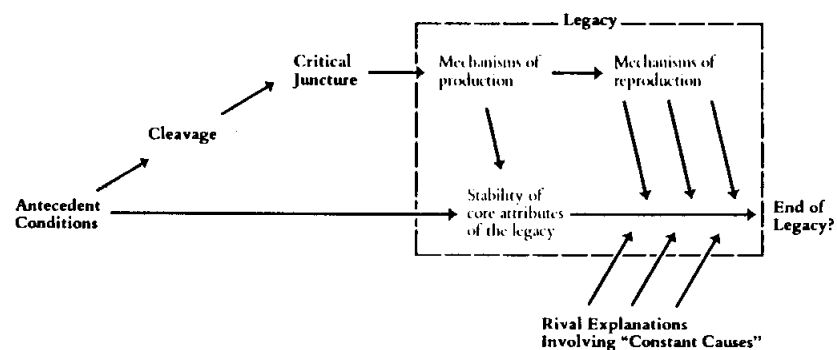 Legacy
Critical
Juncture
Mechanisms of
production
Mechanisms of
reproduction
Cleavage
Antecedent
Conditions
Stability of
core attributes
of the legacy
End of
Legacy?
Rival Explanations
Involving "Constant Causes"